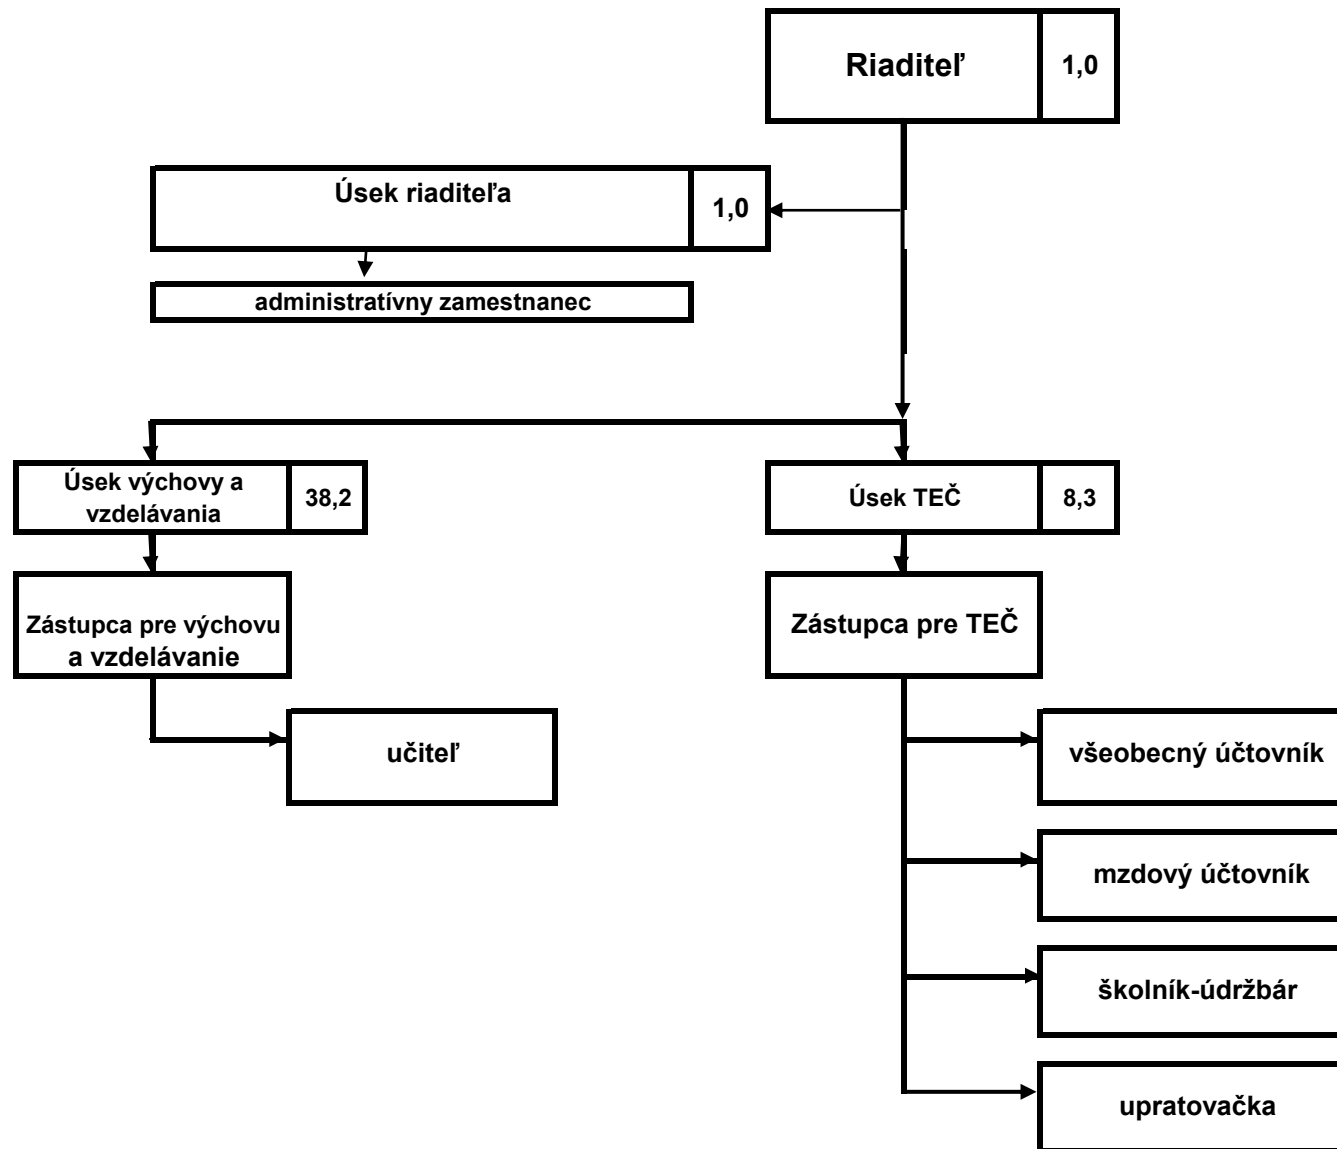 Riaditeľ 1,0
Úsek riaditeľa
1,0
administratívny zamestnanec
Úsek výchovy a
vzdelávania
38,2
Úsek TEČ 8,3
Zástupca pre výchovu
a vzdelávanie
Zástupca pre TEČ
učiteľ
všeobecný účtovník
mzdový účtovník
školník-údržbár
upratovačka